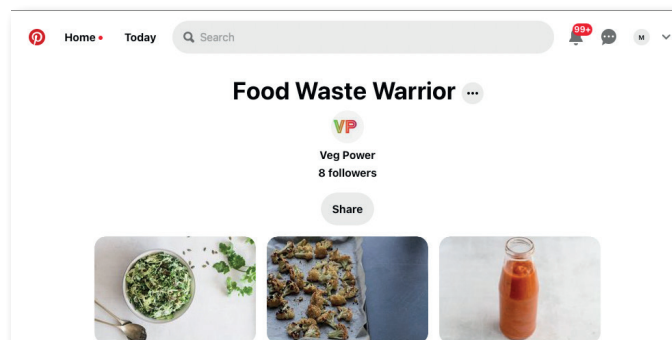 Home Today Search 99+ M
Food Waste Warrior
VP
Veg Power
8 followers
Share